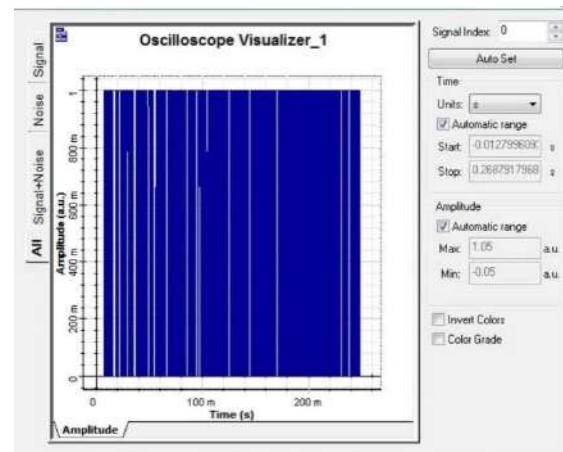 Oscilloscope Visualizer_1
Signal
Noise
Signal+Noise
All
Amplitude (a.u.)
1
800 m
600 m
400 m
200 m
0
0
100 m
200 m
Time (s)
Amplitude
Signal Index: 0
Auto Set
Time
Units: s
Automatic range
Start: -0.012799609 s
Stop: 0.2687917968 s
Amplitude
Automatic range
Max: 1.05 a.u.
Min: -0.05 a.u.
Invert Colors
Color Grade